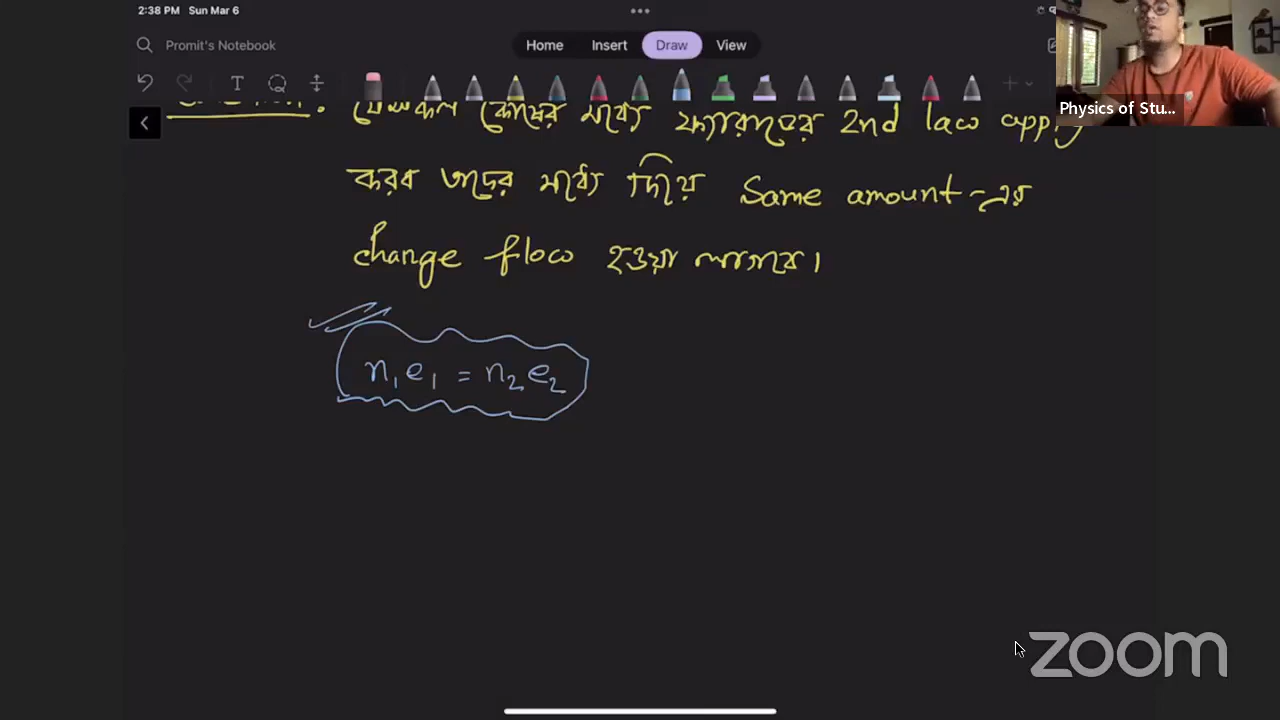 2:38 PM Sun Mar 6
Promit's Notebook
Home Insert Draw View
Physics of Stu...
যেসকল কোষের মধ্যে ফ্যারাডের 2nd law apply
করব তাদের মধ্যে দিয়ে Same amount-এর
change flow হওয়া লাগবে।
n₁e₁ = n₂e₂
zoom